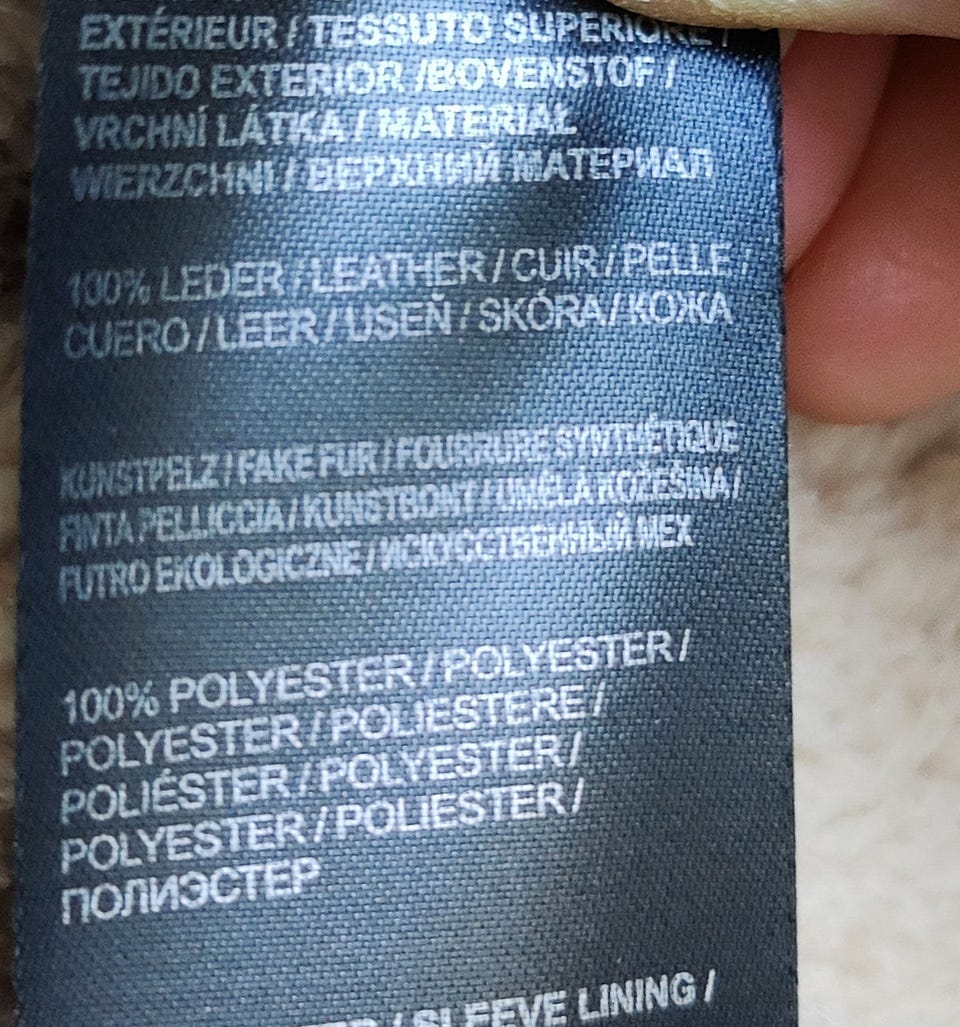 EXTÉRIEUR / TESSUTO SUPERIORE /
TEJIDO EXTERIOR /BOVENSTOF /
VRCHNÍ LÁTKA / MATERIAŁ
WIERZCHNI / ВЕРХНИЙ МАТЕРИАЛ
100% LEDER / LEATHER / CUIR / PELLE /
CUERO / LEER / USEŇ / SKÓRA / КОЖА
KUNSTPELZ / FAKE FUR / FOURRURE SYNTHÉTIQUE
FINTA PELLICCIA / KUNSTBONT / UMĚLÁ KOŽEŠINA /
FUTRO EKOLOGICZNE / ИСКУССТВЕННЫЙ МЕХ
100% POLYESTER / POLYESTER /
POLYESTER / POLIESTERE /
POLIÉSTER / POLYESTER /
POLYESTER / POLIESTER /
ПОЛИЭСТЕР
/ SLEEVE LINING /